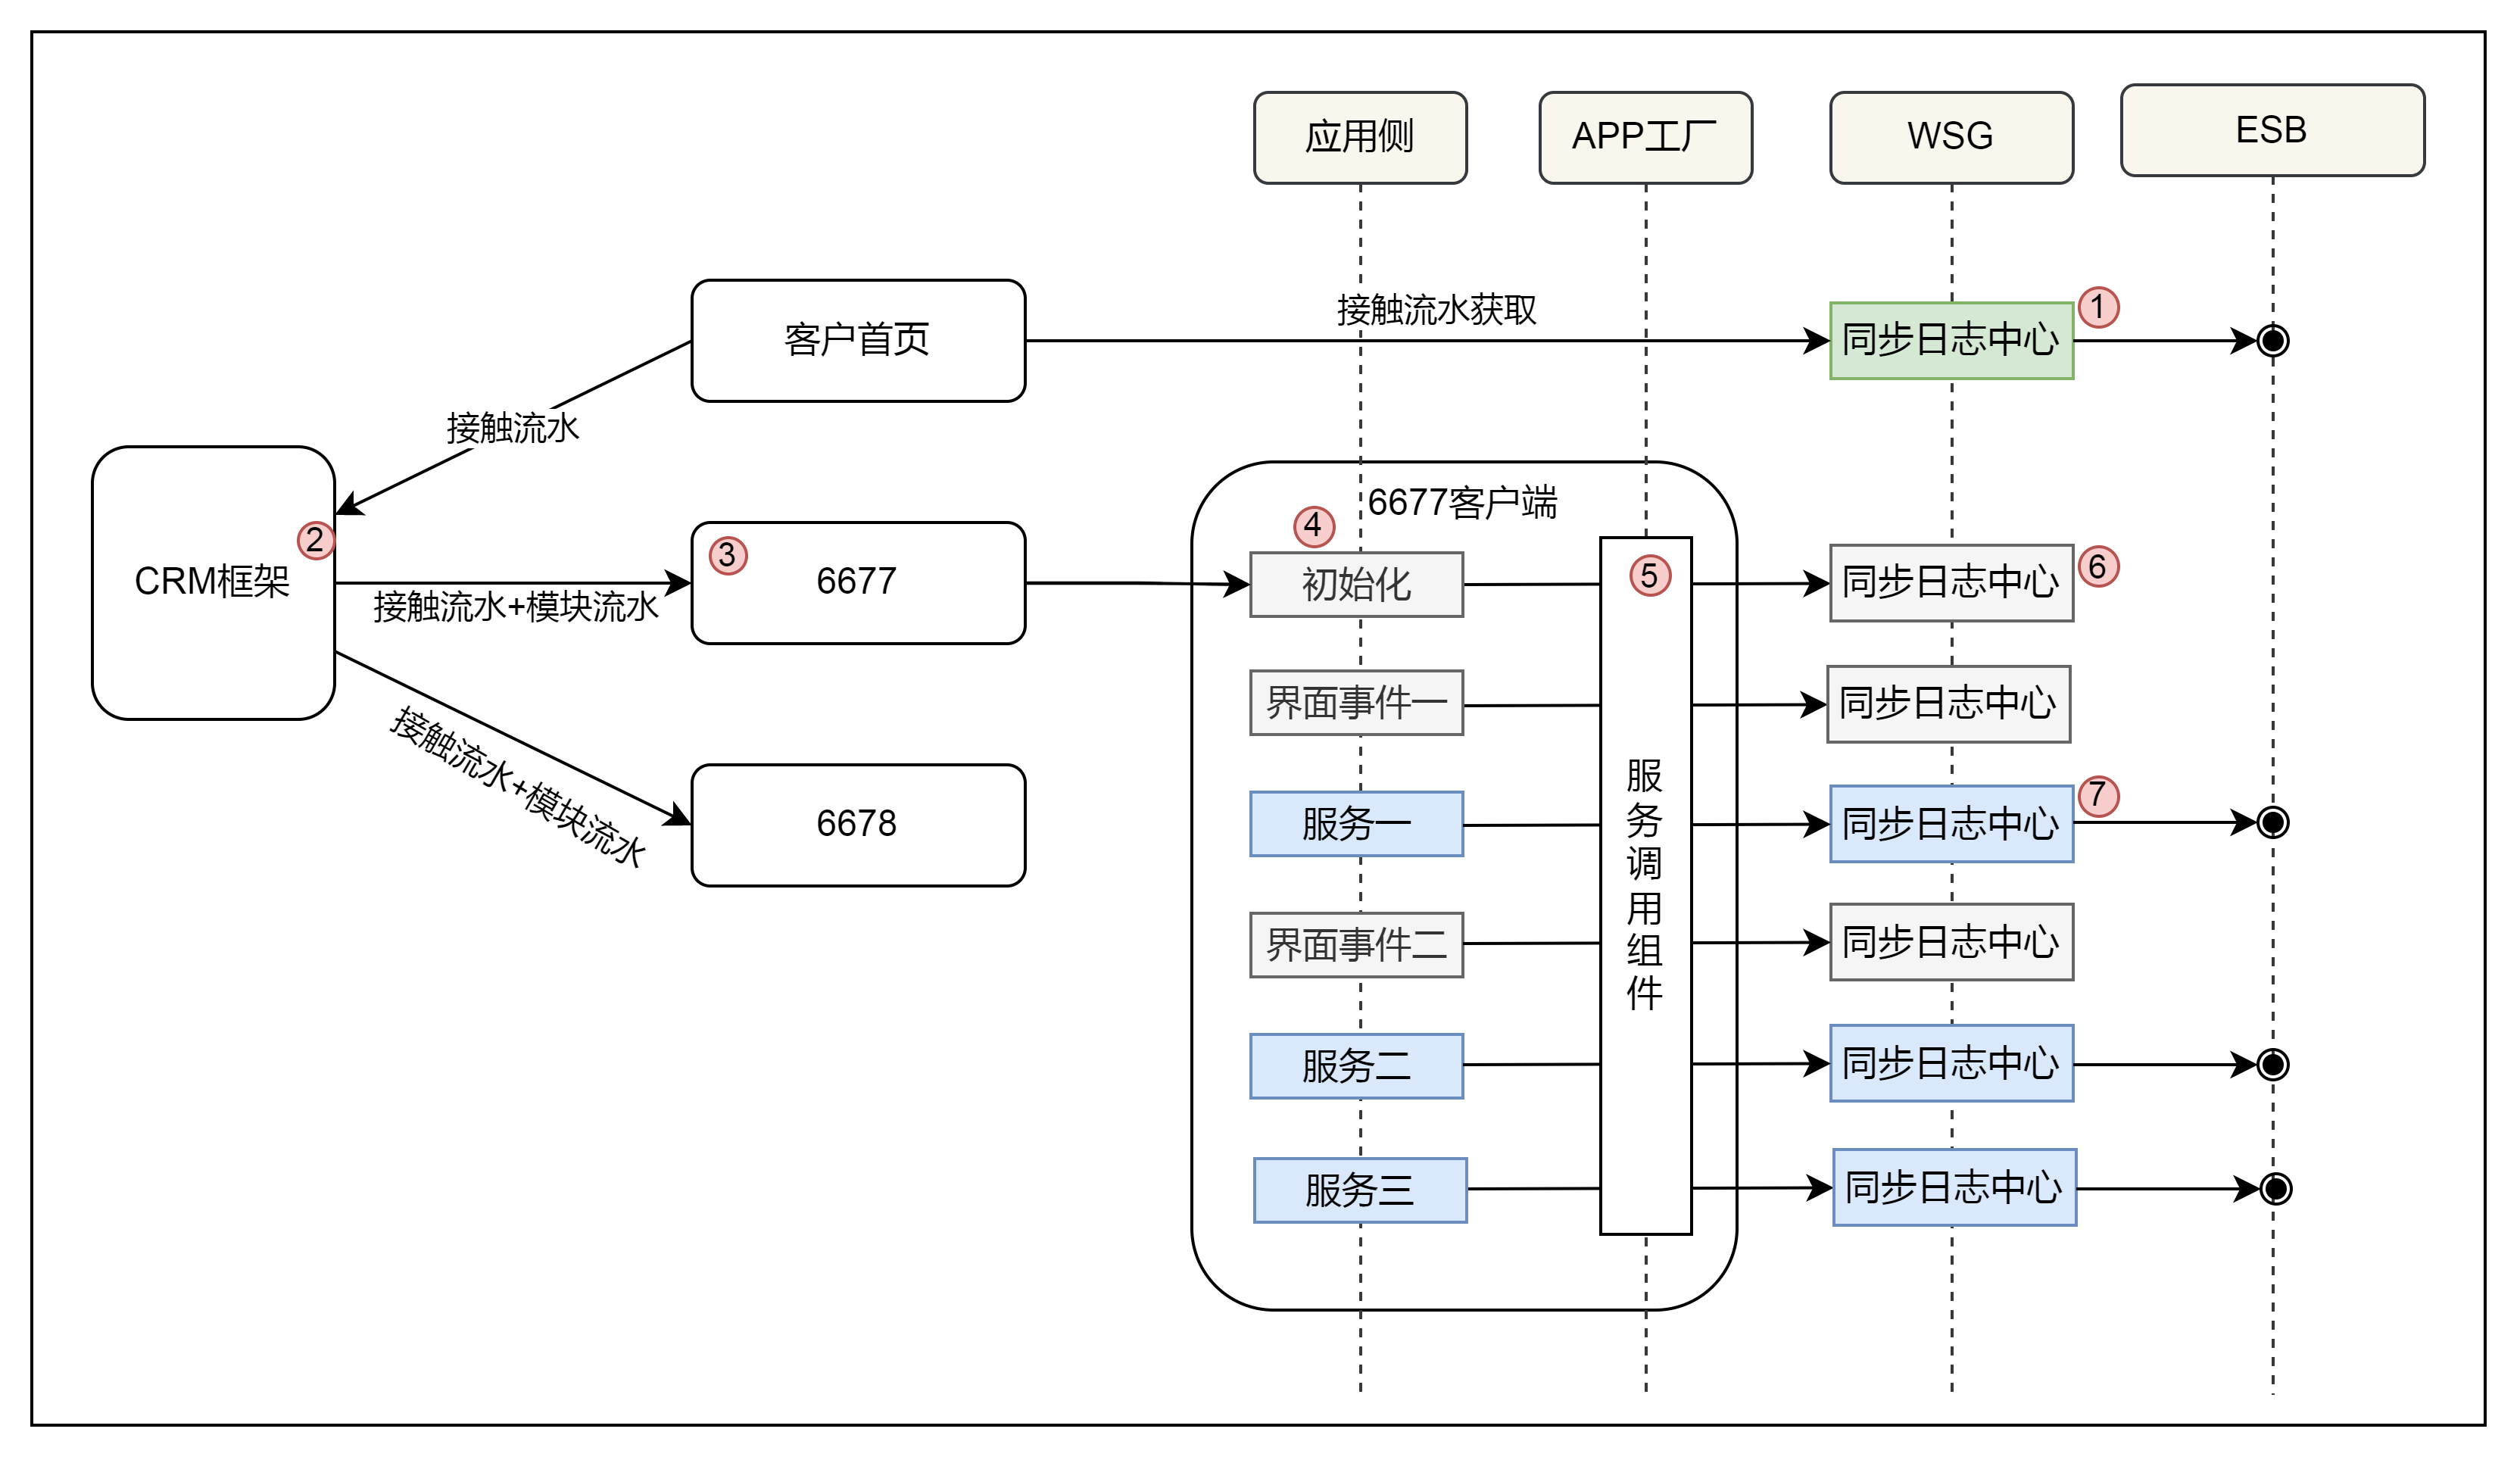 应用侧
APP工厂
WSG
ESB
客户首页
接触流水获取
同步日志中心
1
接触流水
CRM框架
2
接触流水+模块流水
3
6677
6677客户端
4
初始化
5
同步日志中心
6
界面事件一
同步日志中心
接触流水+模块流水
6678
服务一
服
务
调
用
组
件
同步日志中心
7
界面事件二
同步日志中心
服务二
同步日志中心
服务三
同步日志中心